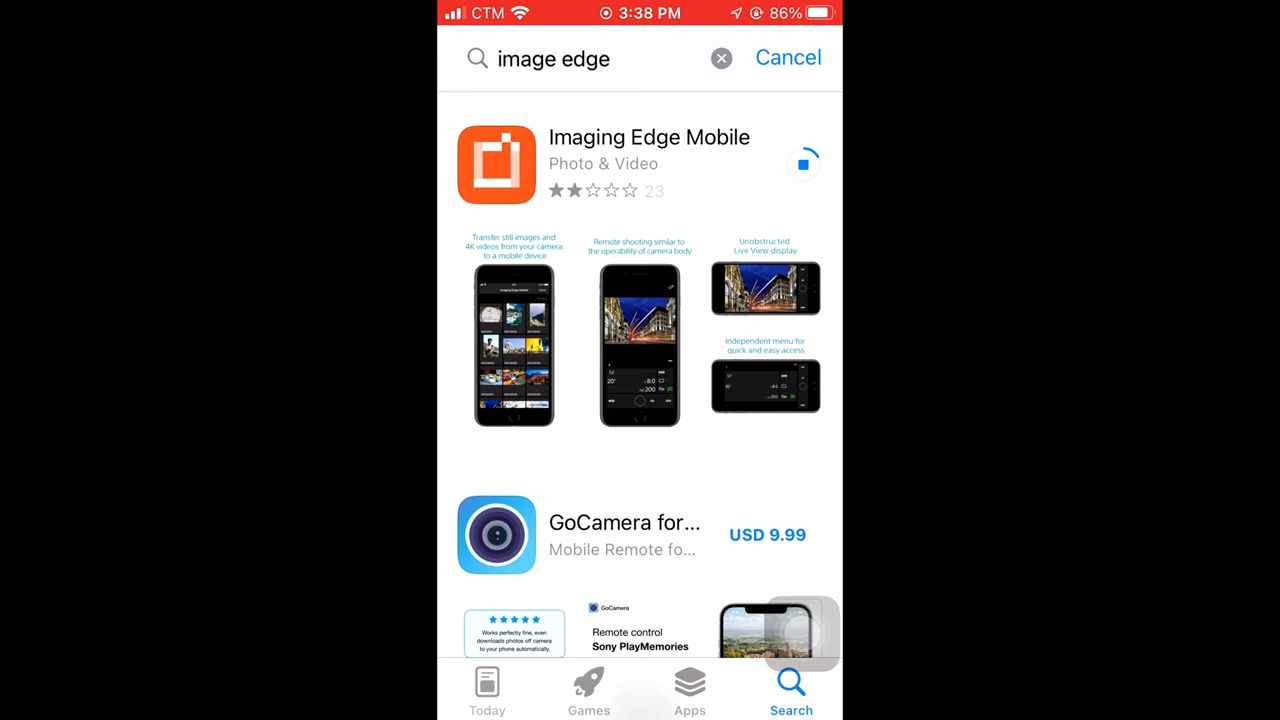 CTM 3:38 PM 86%
image edge
Cancel
Imaging Edge Mobile
Photo & Video
23
Transfer still images and
4K videos from your camera
to a mobile device
Remote shooting similar to
the operability of camera body
Unobstructed
Live View display
Independent menu for
quick and easy access
GoCamera for...
Mobile Remote fo...
USD 9.99
Works perfectly fine, even
downloads photos off camera
to your phone automatically.
GoCamera
Remote control
Sony PlayMemories
Today
Games
Apps
Search